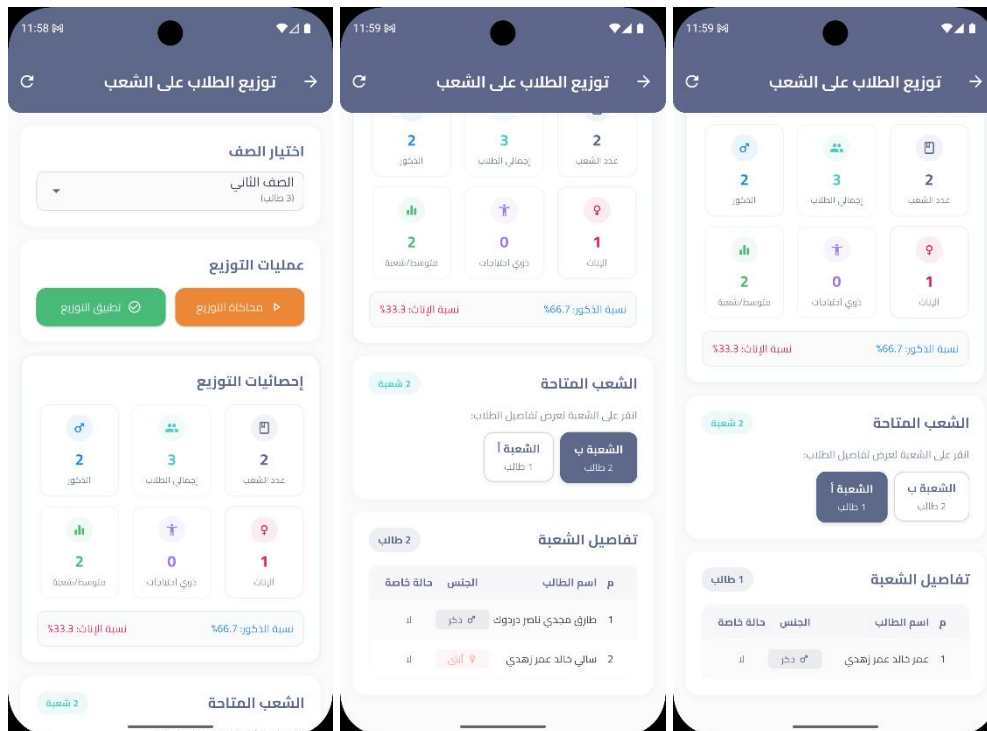 11:58
توزيع الطلاب على الشعب
اختيار الصف
الصف الثاني
(3 طالب)
عمليات التوزيع
محاكاة التوزيع
تطبيق التوزيع
إحصائيات التوزيع
2 3 2
عدد الشعب إجمالي الطلاب الذكور
1 0 2
الإناث ذوي احتياجات متوسط/شعبة
نسبة الذكور: 66.7% نسبة الإناث: 33.3%
الشعب المتاحة 2 شعبة
11:59
توزيع الطلاب على الشعب
2 3 2
عدد الشعب إجمالي الطلاب الذكور
1 0 2
الإناث ذوي احتياجات متوسط/شعبة
نسبة الذكور: 66.7% نسبة الإناث: 33.3%
الشعب المتاحة 2 شعبة
انقر على الشعبة لعرض تفاصيل الطلاب:
الشعبة ب الشعبة أ
2 طالب 1 طالب
تفاصيل الشعبة 2 طالب
م اسم الطالب الجنس حالة خاصة
1 طارق مجدي ناصر دردوك ذكر لا
2 سالي خالد عمر زهدي أنثى لا
11:59
توزيع الطلاب على الشعب
2 3 2
عدد الشعب إجمالي الطلاب الذكور
1 0 2
الإناث ذوي احتياجات متوسط/شعبة
نسبة الذكور: 66.7% نسبة الإناث: 33.3%
الشعب المتاحة 2 شعبة
انقر على الشعبة لعرض تفاصيل الطلاب:
الشعبة ب الشعبة أ
2 طالب 1 طالب
تفاصيل الشعبة 1 طالب
م اسم الطالب الجنس حالة خاصة
1 عمر خالد عمر زهدي ذكر لا